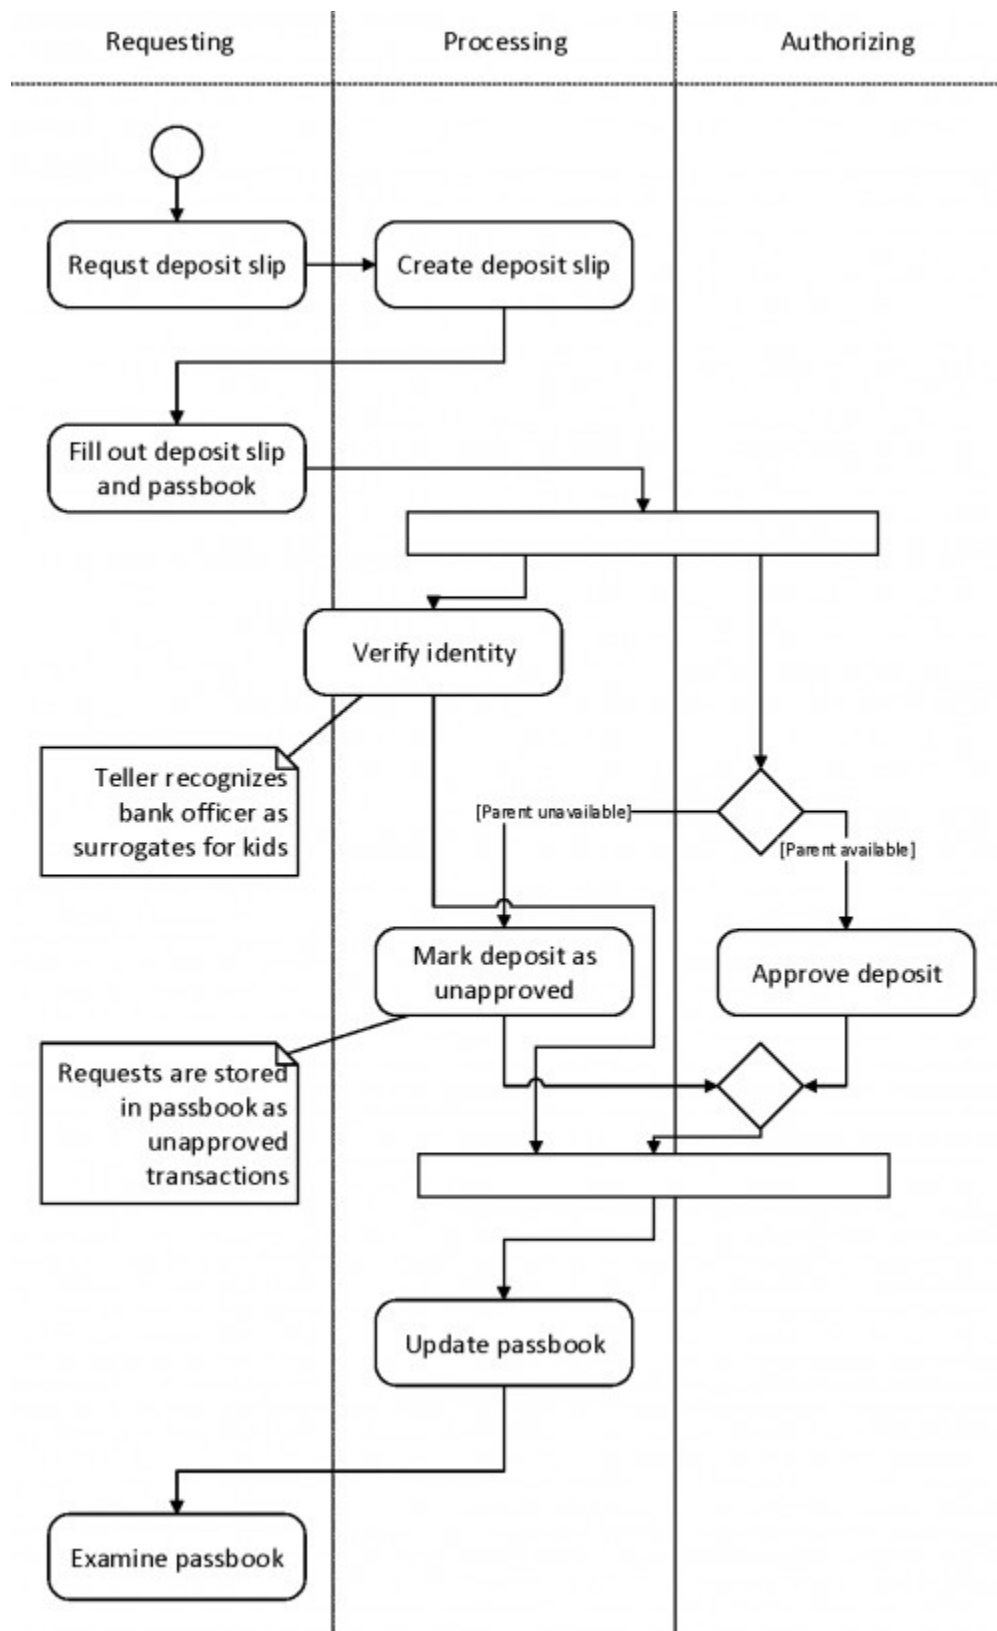 Requesting
Processing
Authorizing
Requst deposit slip
Create deposit slip
Fill out deposit slip
and passbook
Verify identity
Teller recognizes
bank officer as
surrogates for kids
[Parent unavailable]
[Parent available]
Mark deposit as
unapproved
Approve deposit
Requests are stored
in passbook as
unapproved
transactions
Update passbook
Examine passbook